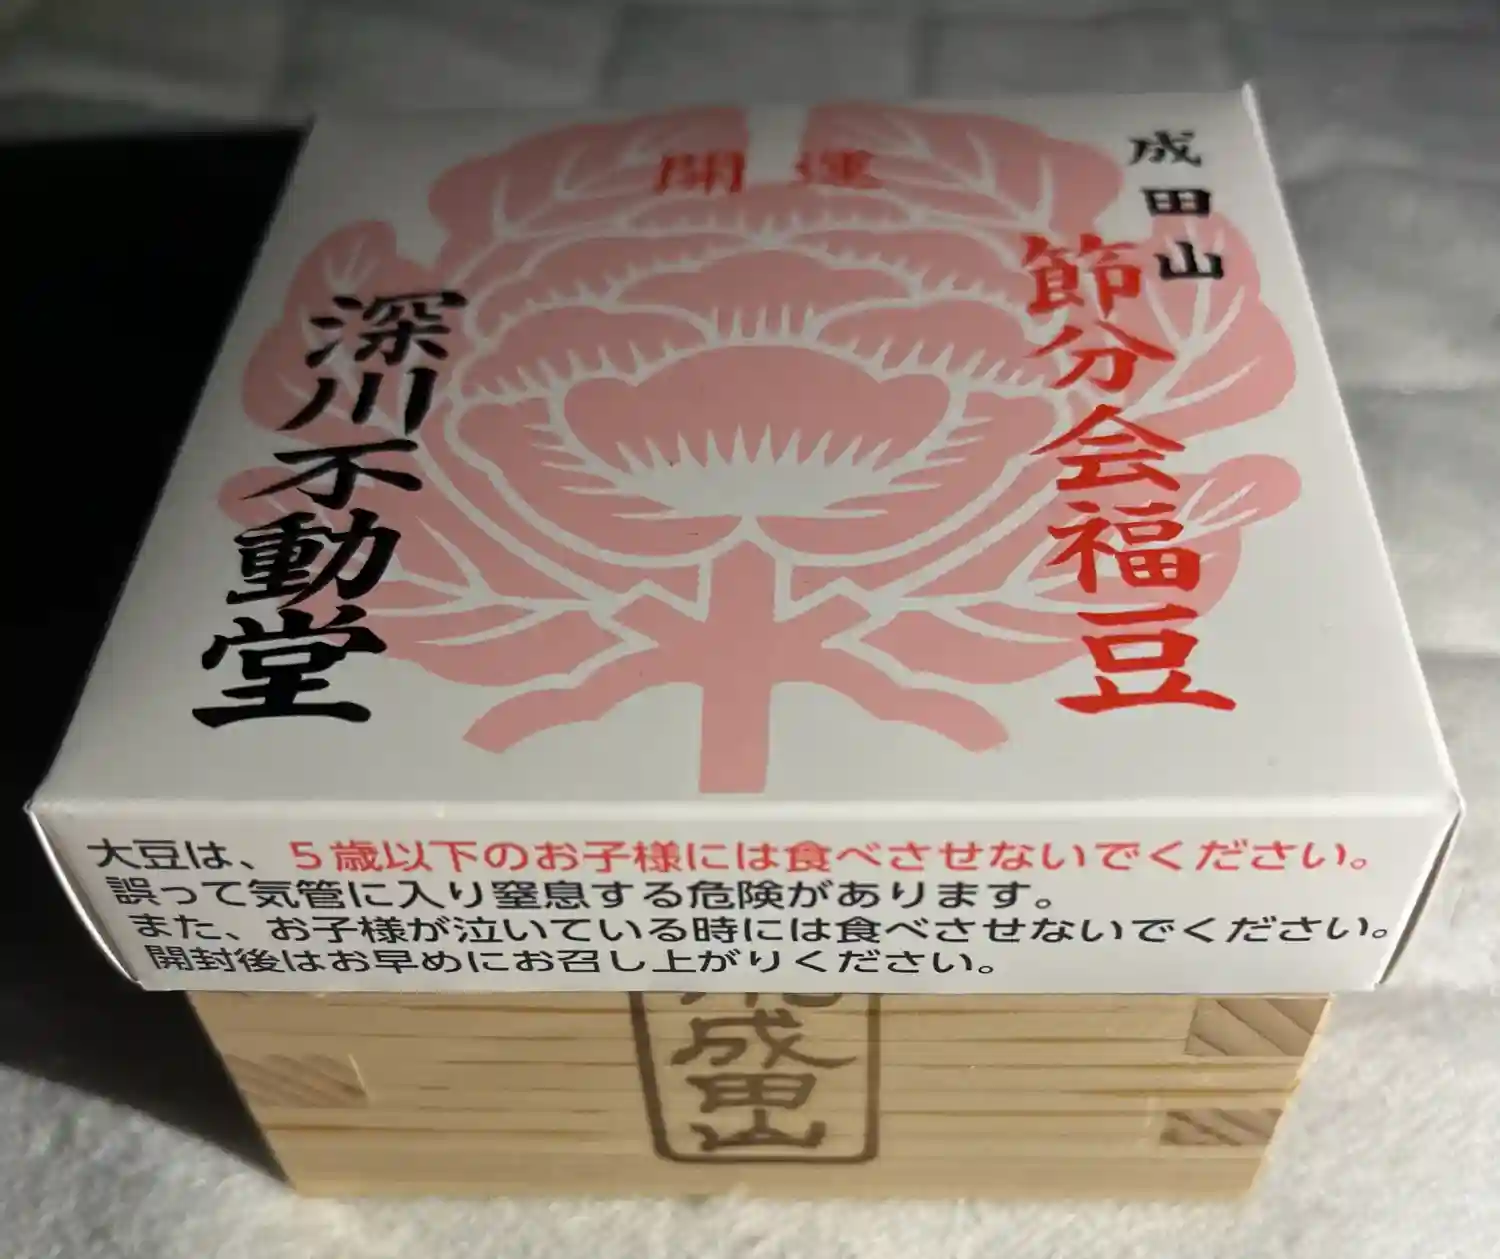 開運
成田山
節分会福豆
深川不動堂
大豆は、５歳以下のお子様には食べさせないでください。
誤って気管に入り窒息する危険があります。
また、お子様が泣いている時には食べさせないでください。
開封後はお早めにお召し上がりください。
成田山